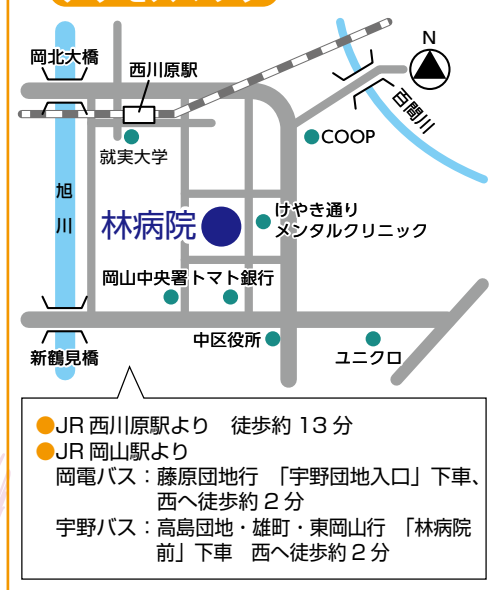 岡北大橋
西川原駅
N
百間川
就実大学
COOP
旭川
林病院
けやき通り
メンタルクリニック
岡山中央署
トマト銀行
新鶴見橋
中区役所
ユニクロ
●JR 西川原駅より　徒歩約 13 分
●JR 岡山駅より
岡電バス：藤原団地行　「宇野団地入口」下車、
西へ徒歩約 2 分
宇野バス：高島団地・雄町・東岡山行　「林病院
前」下車　西へ徒歩約 2 分